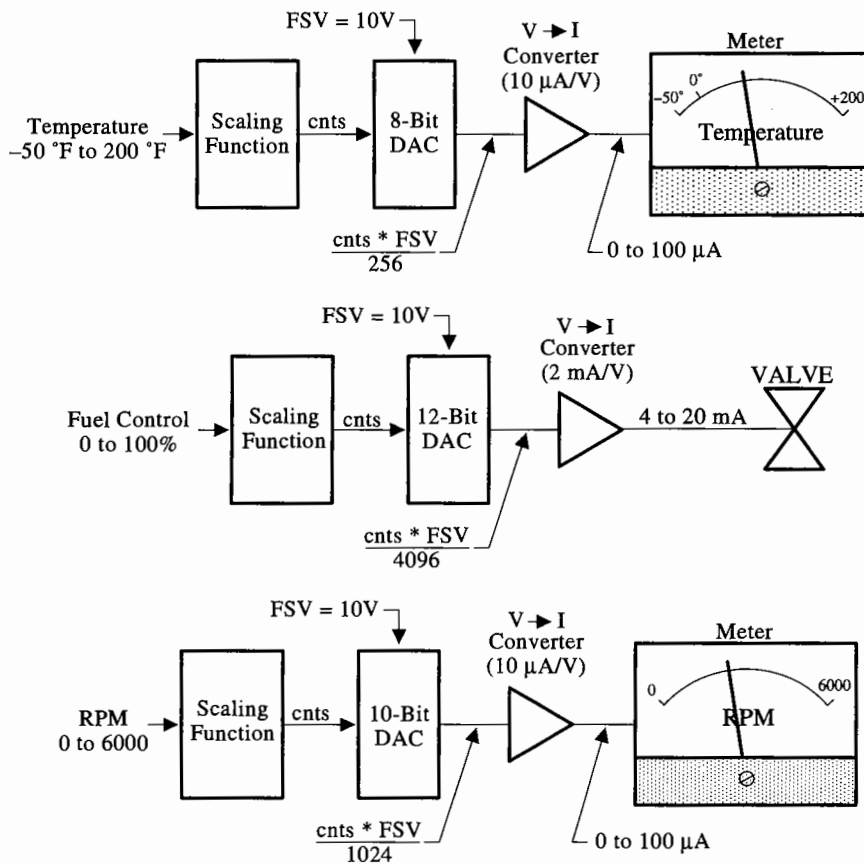 FSV = 10V
V → I
Converter
(10 µA/V)
Meter
Temperature
–50 °F to 200 °F
Scaling
Function
cnts
8-Bit
DAC
–50°
0°
+200
Temperature
cnts * FSV
256
0 to 100 µA
FSV = 10V
V → I
Converter
(2 mA/V)
VALVE
Fuel Control
0 to 100%
Scaling
Function
cnts
12-Bit
DAC
4 to 20 mA
cnts * FSV
4096
FSV = 10V
V → I
Converter
(10 µA/V)
Meter
RPM
0 to 6000
Scaling
Function
cnts
10-Bit
DAC
0
6000
RPM
cnts * FSV
1024
0 to 100 µA